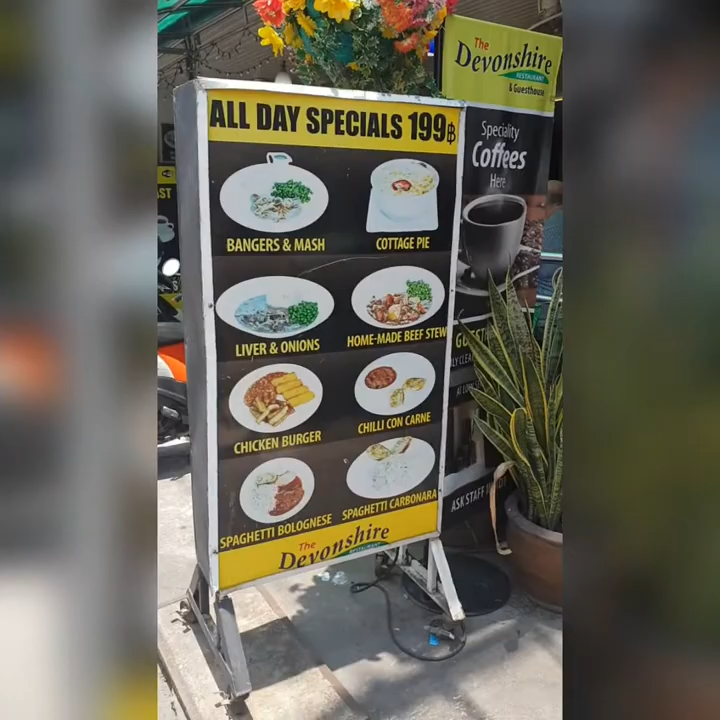 ALL DAY SPECIALS 199฿
BANGERS & MASH
COTTAGE PIE
LIVER & ONIONS
HOME-MADE BEEF STEW
CHICKEN BURGER
CHILLI CON CARNE
SPAGHETTI BOLOGNESE
SPAGHETTI CARBONARA
The
Devonshire
RESTAURANT
The
Devonshire
RESTAURANT
& Guesthouse
Speciality
Coffees
Here
ASK STAFF